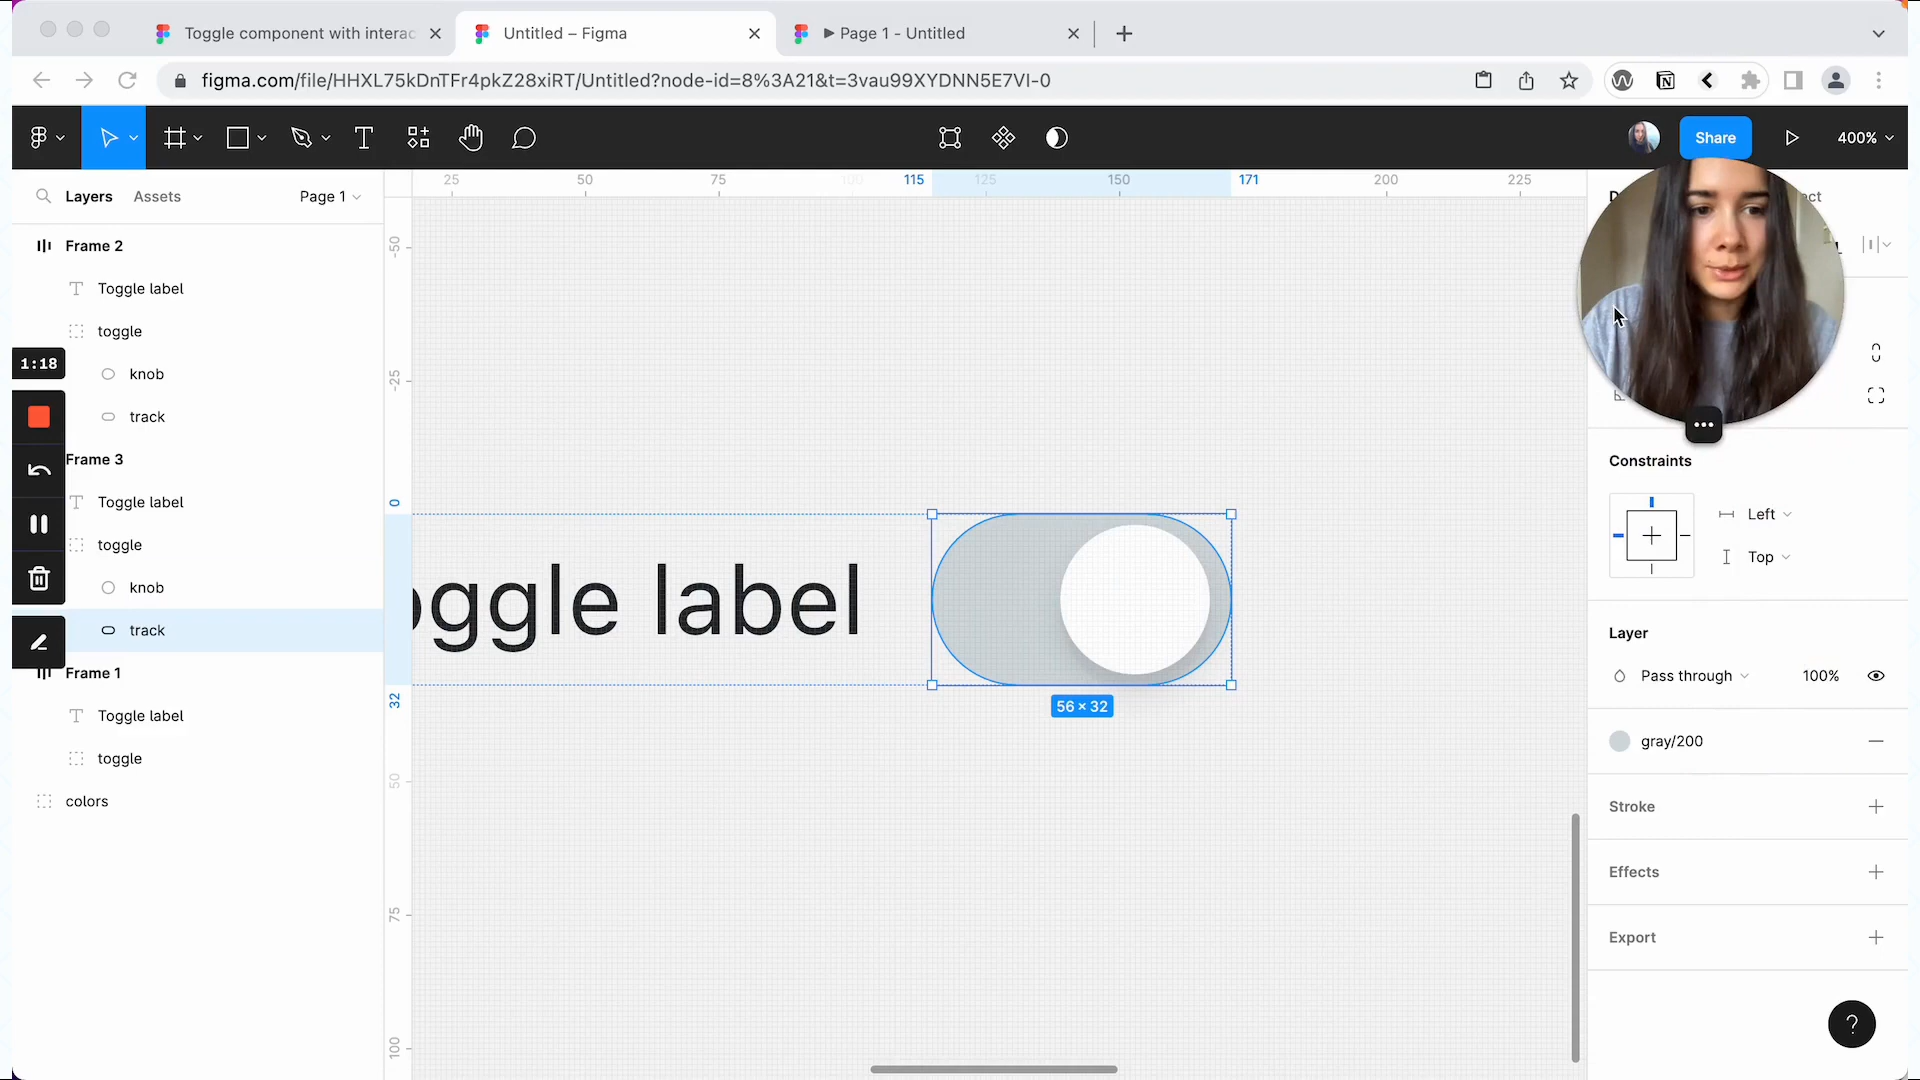 Toggle component with interac
Untitled – Figma
▶ Page 1 - Untitled
figma.com/file/HHXL75kDnTFr4pkZ28xiRT/Untitled?node-id=8%3A21&t=3vau99XYDNN5E7VI-0
Share
400%
Layers
Assets
Page 1
25
50
75
100
115
125
150
171
200
225
Frame 2
Toggle label
toggle
knob
track
1:18
Frame 3
Toggle label
toggle
knob
track
Frame 1
Toggle label
toggle
colors
-50
-25
0
32
50
75
100
oggle label
56 × 32
Constraints
Left
Top
Layer
Pass through
100%
gray/200
Stroke
Effects
Export
?